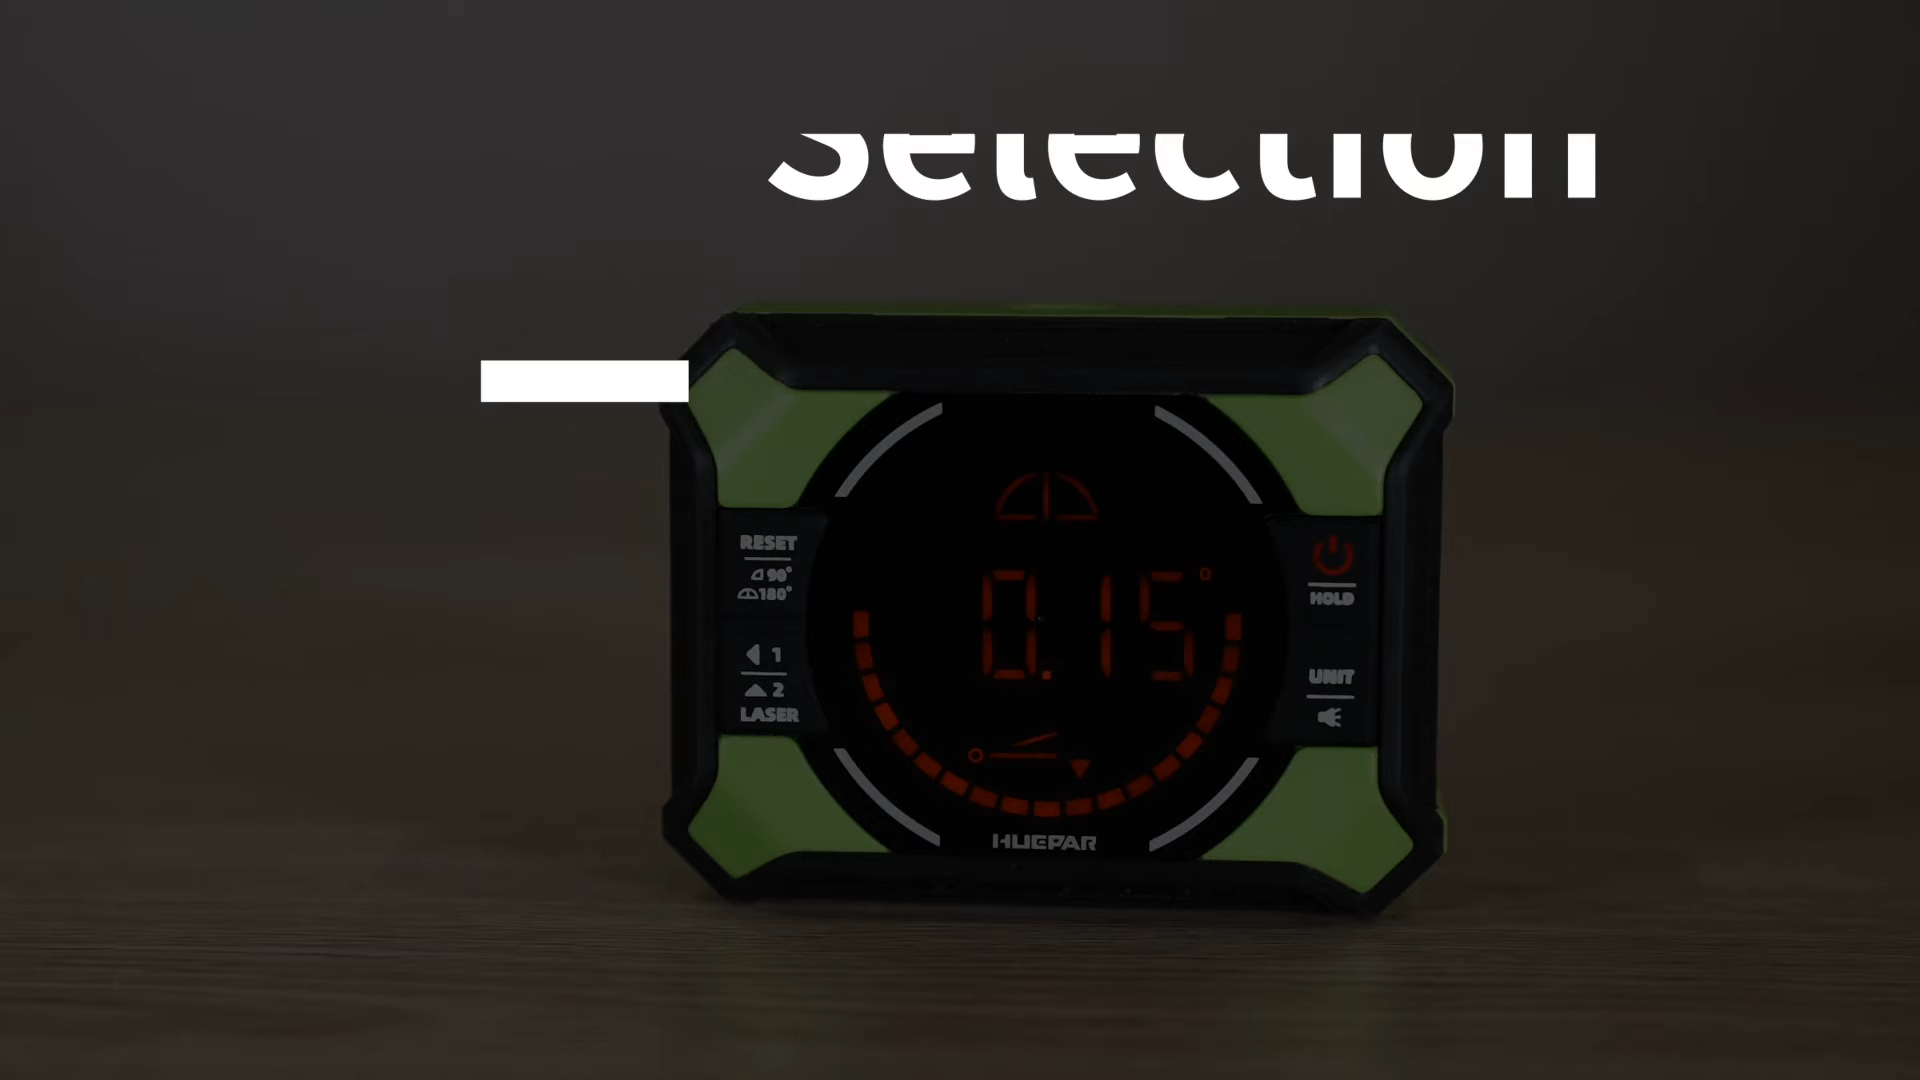 Selection
RESET
90°
180°
1
2
LASER
0.15°
HOLD
UNIT
HUEPAR